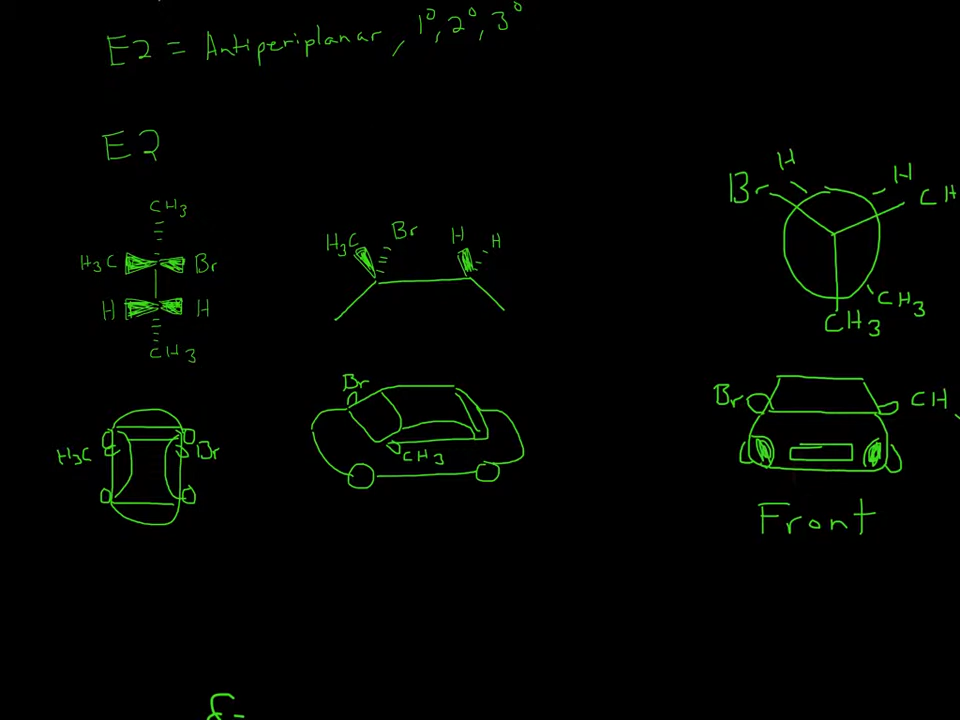 E2 = Antiperiplanar, 1°, 2°, 3°
E2
CH3
H3C Br
H H
CH3
H3C Br
H H
Br H H CH
CH3
CH3
H3C Br
Br
CH3
Br CH
Front